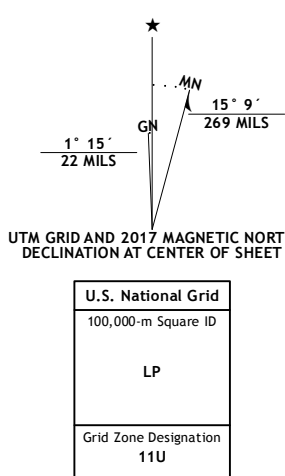 MN
15° 9´
269 MILS
GN
1° 15´
22 MILS
UTM GRID AND 2017 MAGNETIC NORT
DECLINATION AT CENTER OF SHEET
U.S. National Grid
100,000-m Square ID
LP
Grid Zone Designation
11U